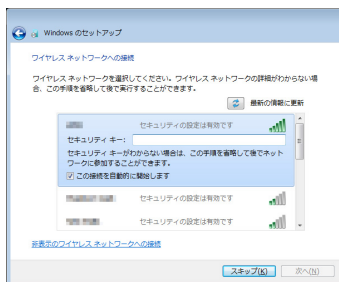 Windows のセットアップ
ワイヤレス ネットワークへの接続
ワイヤレス ネットワークを選択してください。ワイヤレス ネットワークの詳細がわからない場
合、この手順を省略して後で実行することができます。
最新の情報に更新
セキュリティの設定は有効です
セキュリティ キー:
セキュリティ キーがわからない場合は、この手順を省略して後でネット
ワークに参加することができます。
この接続を自動的に開始します
セキュリティの設定は有効です
セキュリティの設定は有効です
非表示のワイヤレス ネットワークへの接続
スキップ(K) 次へ(N)